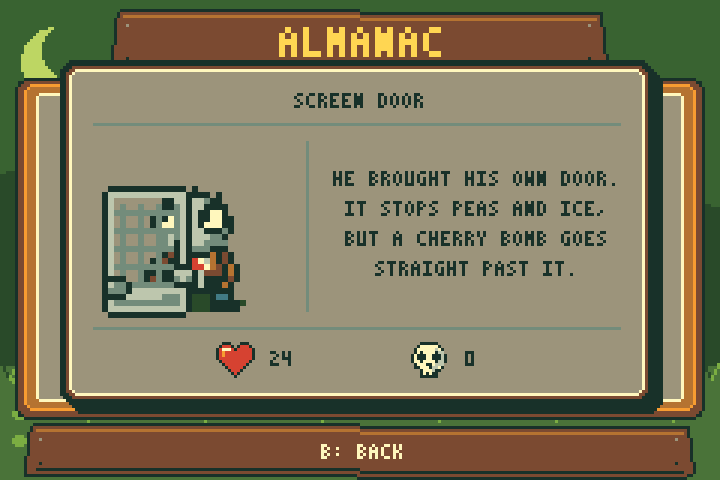 ALMANAC
SCREEN DOOR
HE BROUGHT HIS OWN DOOR.
IT STOPS PEAS AND ICE,
BUT A CHERRY BOMB GOES
STRAIGHT PAST IT.
24
0
B: BACK